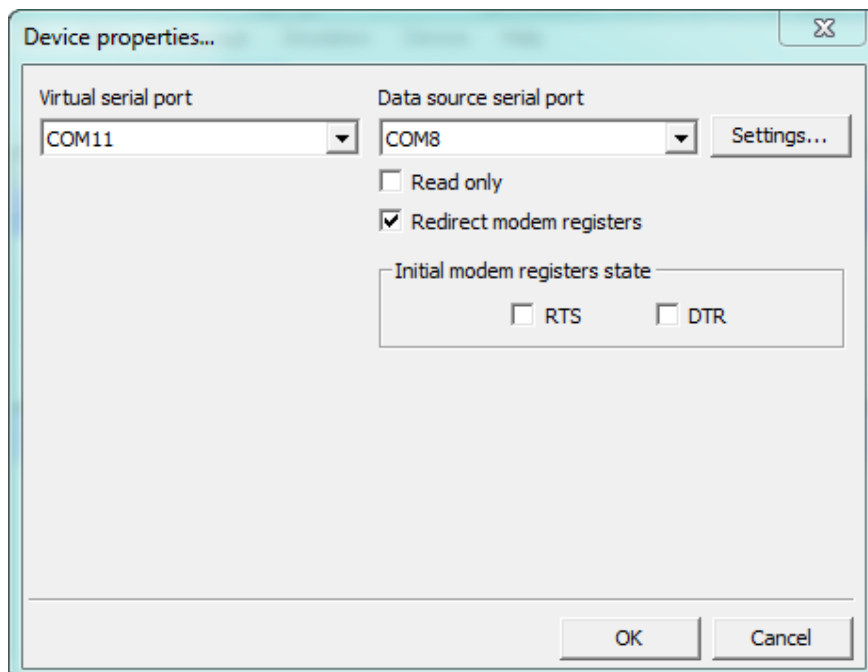 Device properties...
Virtual serial port
Data source serial port
COM11
COM8
Settings...
Read only
Redirect modem registers
Initial modem registers state
RTS
DTR
OK
Cancel